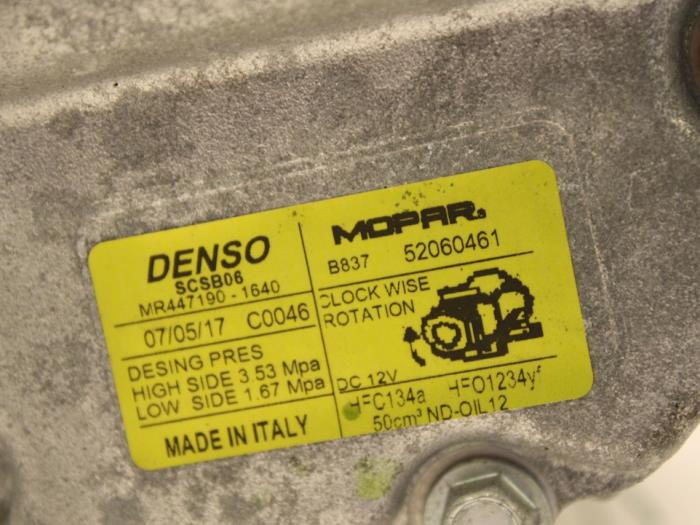 DENSO
SCSB06
MR447190 - 1640
07/05/17 C0046
DESING PRES
HIGH SIDE 3.53 Mpa
LOW SIDE 1.67 Mpa
MADE IN ITALY
MOPAR®
B837 52060461
CLOCK WISE
ROTATION
DC 12V
HFC134a HFO1234yf
50cm³ ND-OIL12